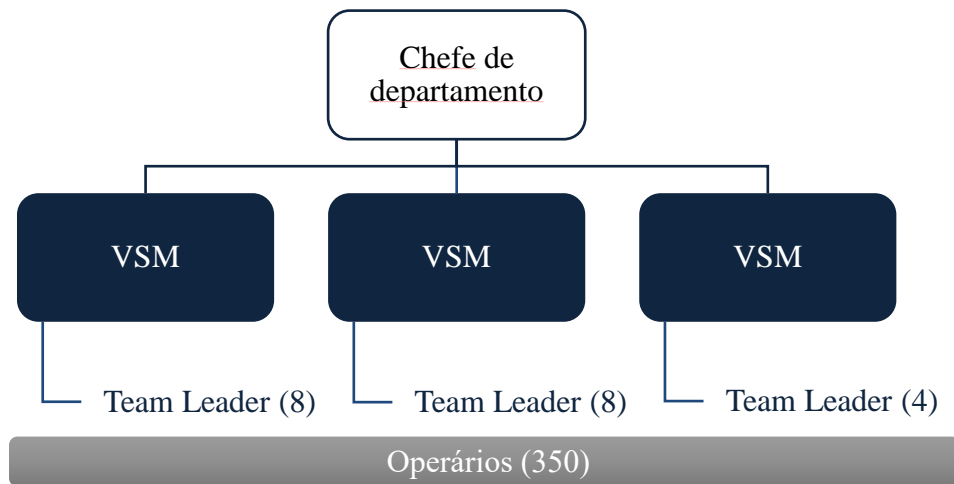 Chefe de
departamento
VSM
VSM
VSM
Team Leader (8)
Team Leader (8)
Team Leader (4)
Operários (350)